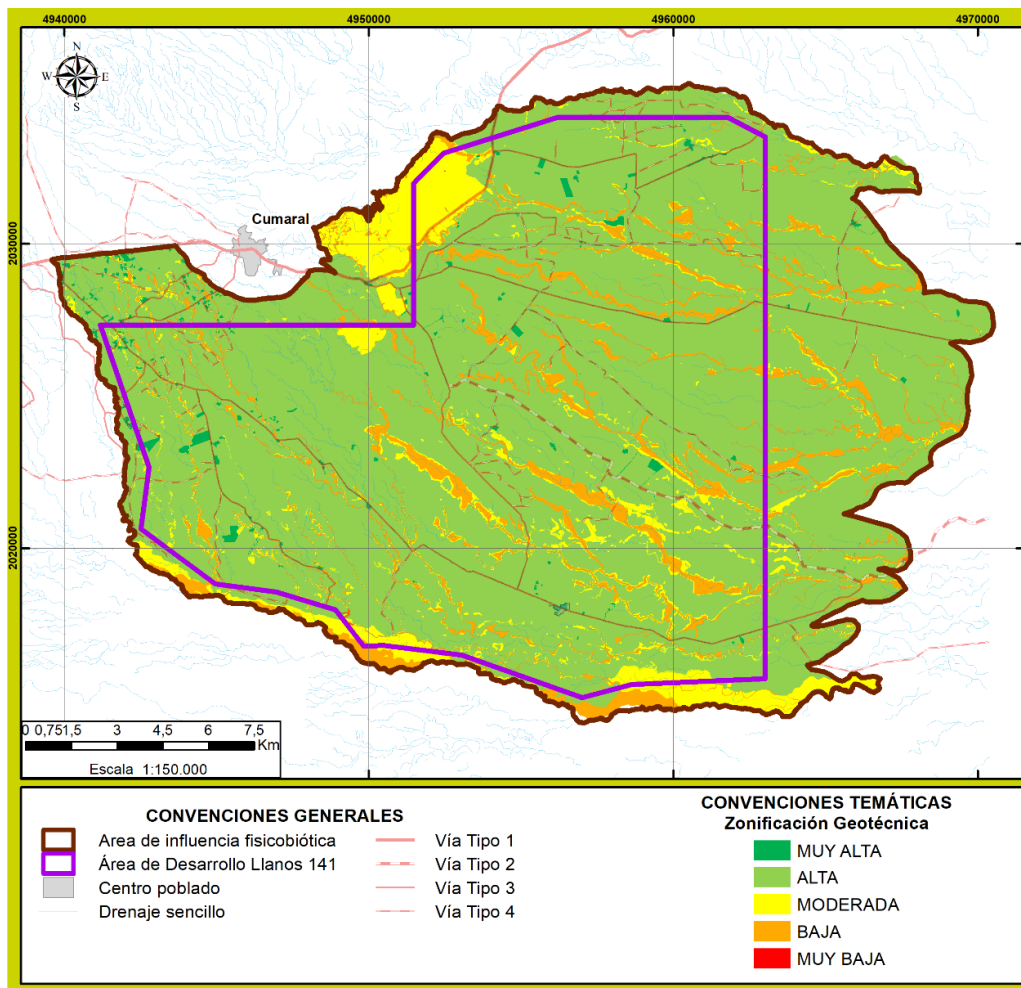 4940000 4950000 4960000 4970000
N
W E
S
Cumaral
2030000
2020000
0 0,75 1,5 3 4,5 6 7,5
Km
Escala 1:150.000
CONVENCIONES GENERALES
Area de influencia fisicobiótica
Área de Desarrollo Llanos 141
Centro poblado
Drenaje sencillo
Vía Tipo 1
Vía Tipo 2
Vía Tipo 3
Vía Tipo 4
CONVENCIONES TEMÁTICAS
Zonificación Geotécnica
MUY ALTA
ALTA
MODERADA
BAJA
MUY BAJA